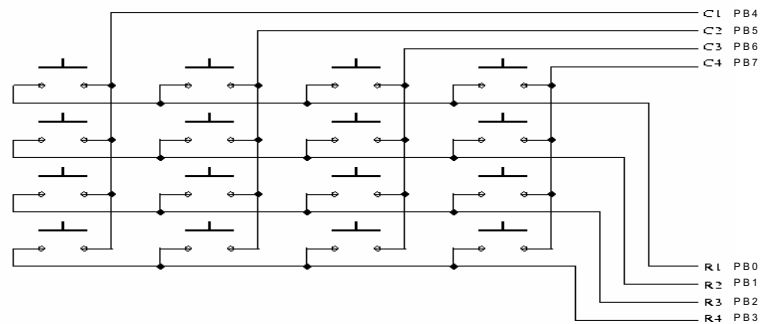 C1 PB4
C2 PB5
C3 PB6
C4 PB7
R1 PB0
R2 PB1
R3 PB2
R4 PB3